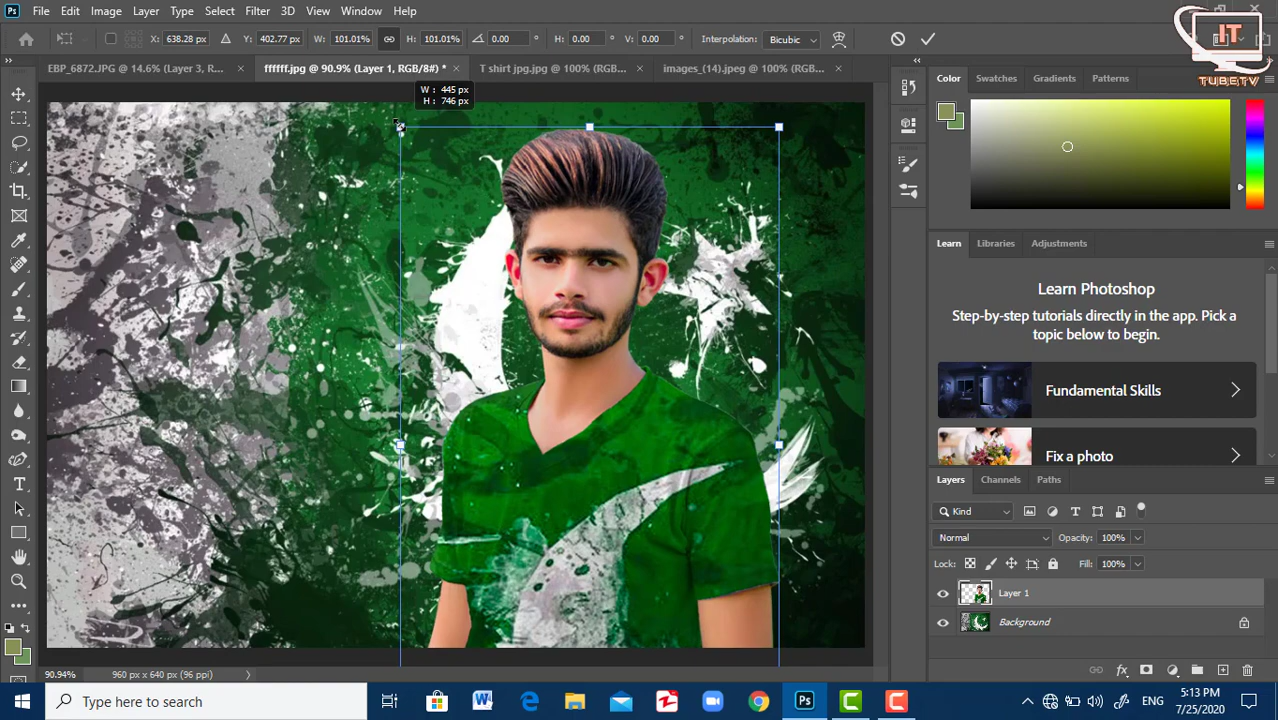 Ps File Edit Image Layer Type Select Filter 3D View Window Help
X: 638.28 px Y: 402.77 px W: 101.01% H: 101.01% 0.00 ° H: 0.00 ° V: 0.00 ° Interpolation: Bicubic
IT
TUBE TV
EBP_6872.JPG @ 14.6% (Layer 3, R... × ffffff.jpg @ 90.9% (Layer 1, RGB/8#) * × T shirt jpg.jpg @ 100% (RGB... × images_(14).jpeg @ 100% (RGB... ×
W : 445 px
H : 746 px
Color Swatches Gradients Patterns
Learn Libraries Adjustments
Learn Photoshop
Step-by-step tutorials directly in the app. Pick a
topic below to begin.
Fundamental Skills
Fix a photo
Layers Channels Paths
Kind
Normal Opacity: 100%
Lock: Fill: 100%
Layer 1
Background
90.94% 960 px x 640 px (96 ppi)
Type here to search
ENG
5:13 PM
7/25/2020